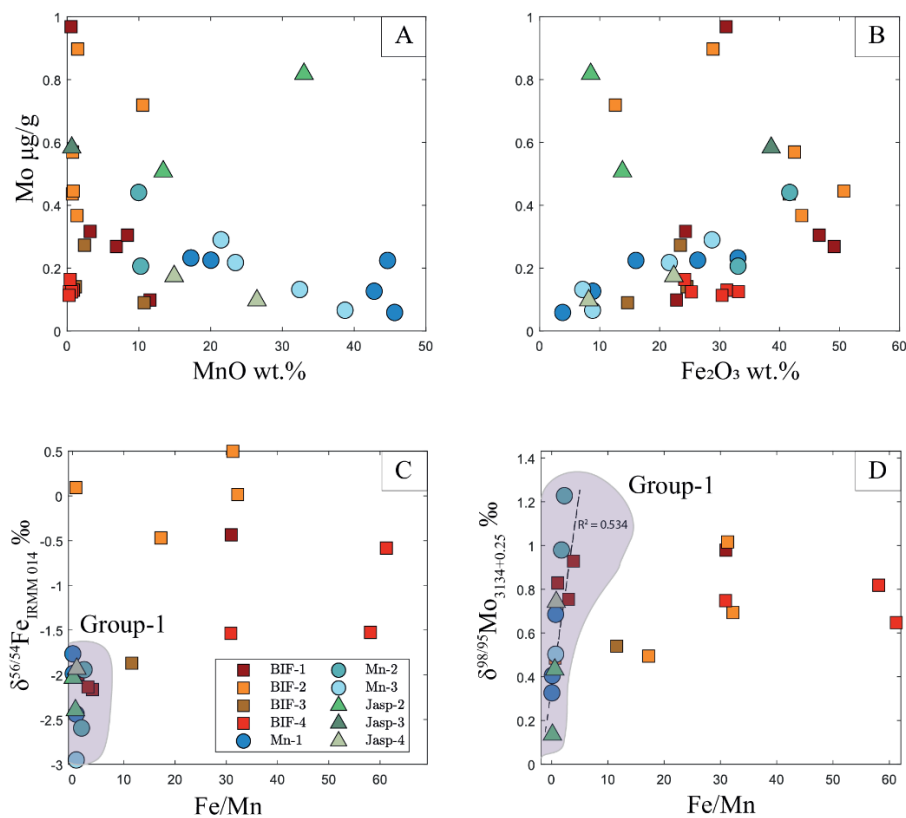 A
Mo µg/g
1
0.8
0.6
0.4
0.2
0
0 10 20 30 40 50
MnO wt.%
B
1
0.8
0.6
0.4
0.2
0
0 10 20 30 40 50 60
Fe₂O₃ wt.%
C
δ⁵⁶/⁵⁴Fe_IRMM 014 ‰
0.5
0
-0.5
-1
-1.5
-2
-2.5
-3
Group-1
BIF-1 Mn-2
BIF-2 Mn-3
BIF-3 Jasp-2
BIF-4 Jasp-3
Mn-1 Jasp-4
0 10 20 30 40 50 60
Fe/Mn
D
δ⁹⁸/⁹⁵Mo₃₁₃₄₊₀.₂₅ ‰
1.4
1.2
1
0.8
0.6
0.4
0.2
0
Group-1
R² = 0.534
0 10 20 30 40 50 60
Fe/Mn